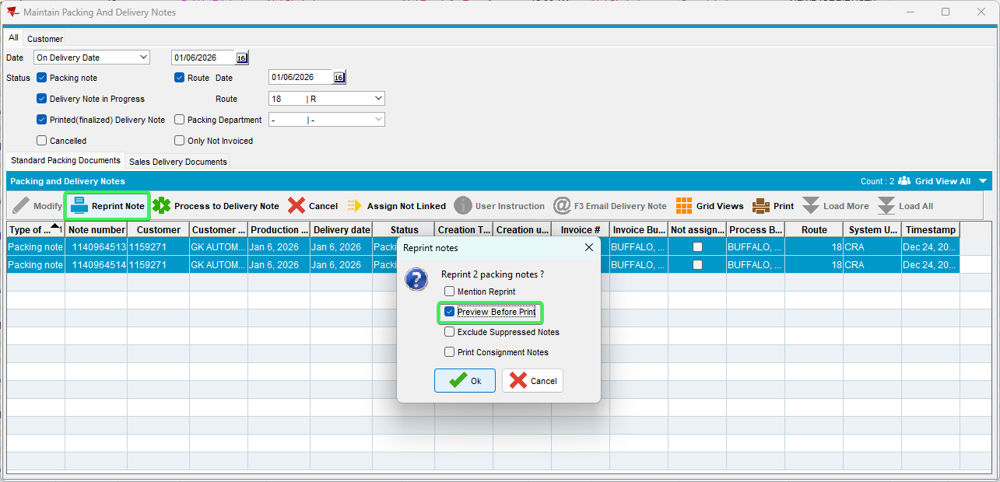 Maintain Packing And Delivery Notes
All Customer
Date On Delivery Date 01/06/2026 16
Status Packing note Route Date 01/06/2026 16
Delivery Note in Progress Route 18 | R
Printed(finalized) Delivery Note Packing Department - | -
Cancelled Only Not Invoiced
Standard Packing Documents Sales Delivery Documents
Packing and Delivery Notes Count : 2 Grid View All
Modify Reprint Note Process to Delivery Note Cancel Assign Not Linked User Instruction F3 Email Delivery Note Grid Views Print Load More Load All
Type of ... 1 Note number Customer Customer ... Production ... Delivery date Status Creation T... Creation u... Invoice # Invoice Bu... Not assign... Process B... Route System U... Timestamp
Packing note 1140964513 1159271 GK AUTOM... Jan 6, 2026 Jan 6, 2026 Packi BUFFALO, ... BUFFALO, ... 18 CRA Dec 24, 20...
Packing note 1140964514 1159271 GK AUTOM... Jan 6, 2026 Jan 6, 2026 Packi BUFFALO, ... BUFFALO, ... 18 CRA Dec 24, 20...
Reprint notes
Reprint 2 packing notes ?
Mention Reprint
Preview Before Print
Exclude Suppressed Notes
Print Consignment Notes
Ok Cancel